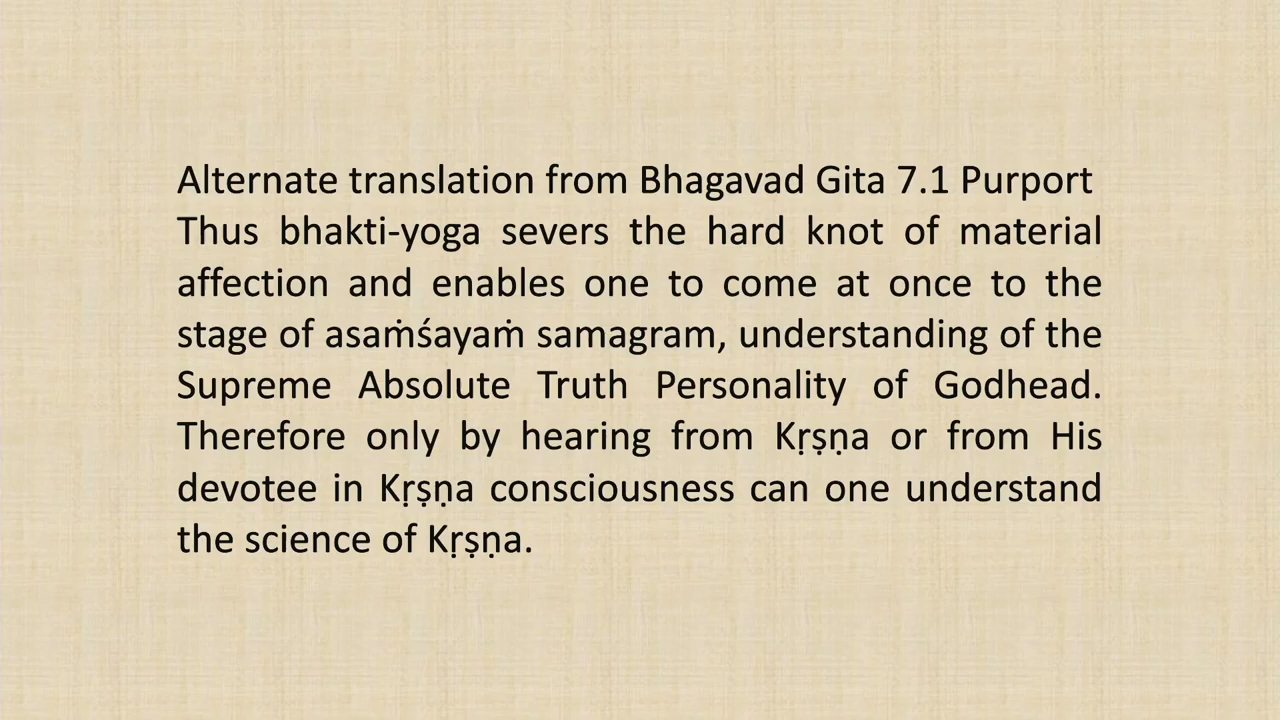 Alternate translation from Bhagavad Gita 7.1 Purport
Thus bhakti-yoga severs the hard knot of material
affection and enables one to come at once to the
stage of asaṁśayaṁ samagram, understanding of the
Supreme Absolute Truth Personality of Godhead.
Therefore only by hearing from Kṛṣṇa or from His
devotee in Kṛṣṇa consciousness can one understand
the science of Kṛṣṇa.